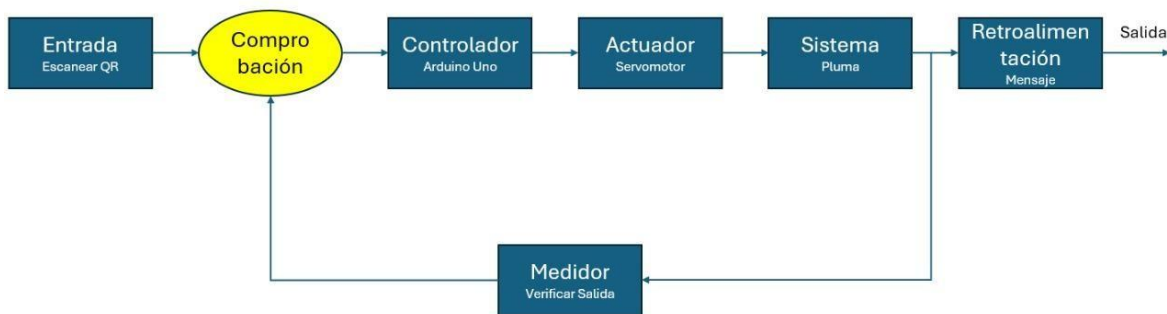 Entrada
Escanear QR
Compro
bación
Controlador
Arduino Uno
Actuador
Servomotor
Sistema
Pluma
Retroalimen
tación
Mensaje
Salida
Medidor
Verificar Salida